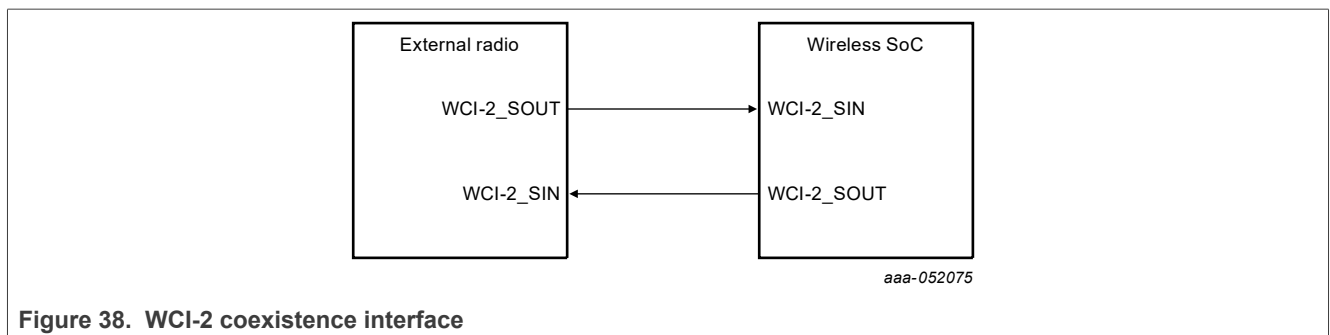 External radio
Wireless SoC
WCI-2_SOUT
WCI-2_SIN
WCI-2_SIN
WCI-2_SOUT
aaa-052075
Figure 38. WCI-2 coexistence interface